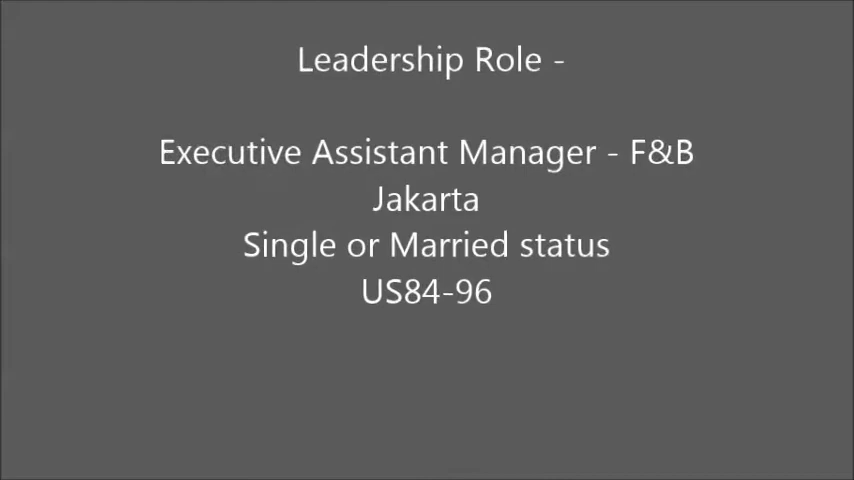 Leadership Role -
Executive Assistant Manager - F&B
Jakarta
Single or Married status
US84-96